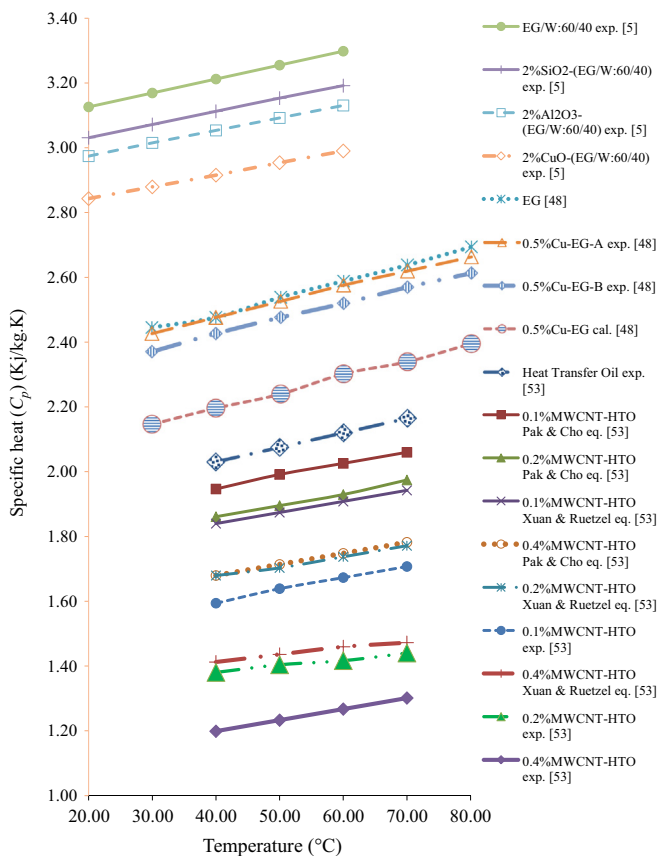 3.40
3.20
3.00
2.80
2.60
2.40
2.20
2.00
1.80
1.60
1.40
1.20
1.00
Specific heat (Cp) (Kj/kg.K)
20.00 30.00 40.00 50.00 60.00 70.00 80.00
Temperature (°C)
EG/W:60/40 exp. [5]
2%SiO2-(EG/W:60/40)
exp. [5]
2%Al2O3-
(EG/W:60/40) exp. [5]
2%CuO-(EG/W:60/40)
exp. [5]
EG [48]
0.5%Cu-EG-A exp. [48]
0.5%Cu-EG-B exp. [48]
0.5%Cu-EG cal. [48]
Heat Transfer Oil exp.
[53]
0.1%MWCNT-HTO
Pak & Cho eq. [53]
0.2%MWCNT-HTO
Pak & Cho eq. [53]
0.1%MWCNT-HTO
Xuan & Ruetzel eq. [53]
0.4%MWCNT-HTO
Pak & Cho eq. [53]
0.2%MWCNT-HTO
Xuan & Ruetzel eq. [53]
0.1%MWCNT-HTO
exp. [53]
0.4%MWCNT-HTO
Xuan & Ruetzel eq. [53]
0.2%MWCNT-HTO
exp. [53]
0.4%MWCNT-HTO
exp. [53]